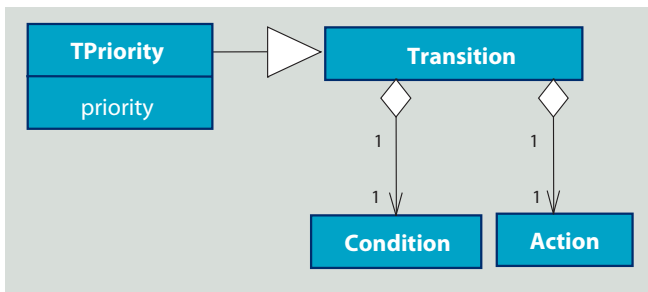 TPriority
Transition
priority
1
1
1
1
Condition
Action